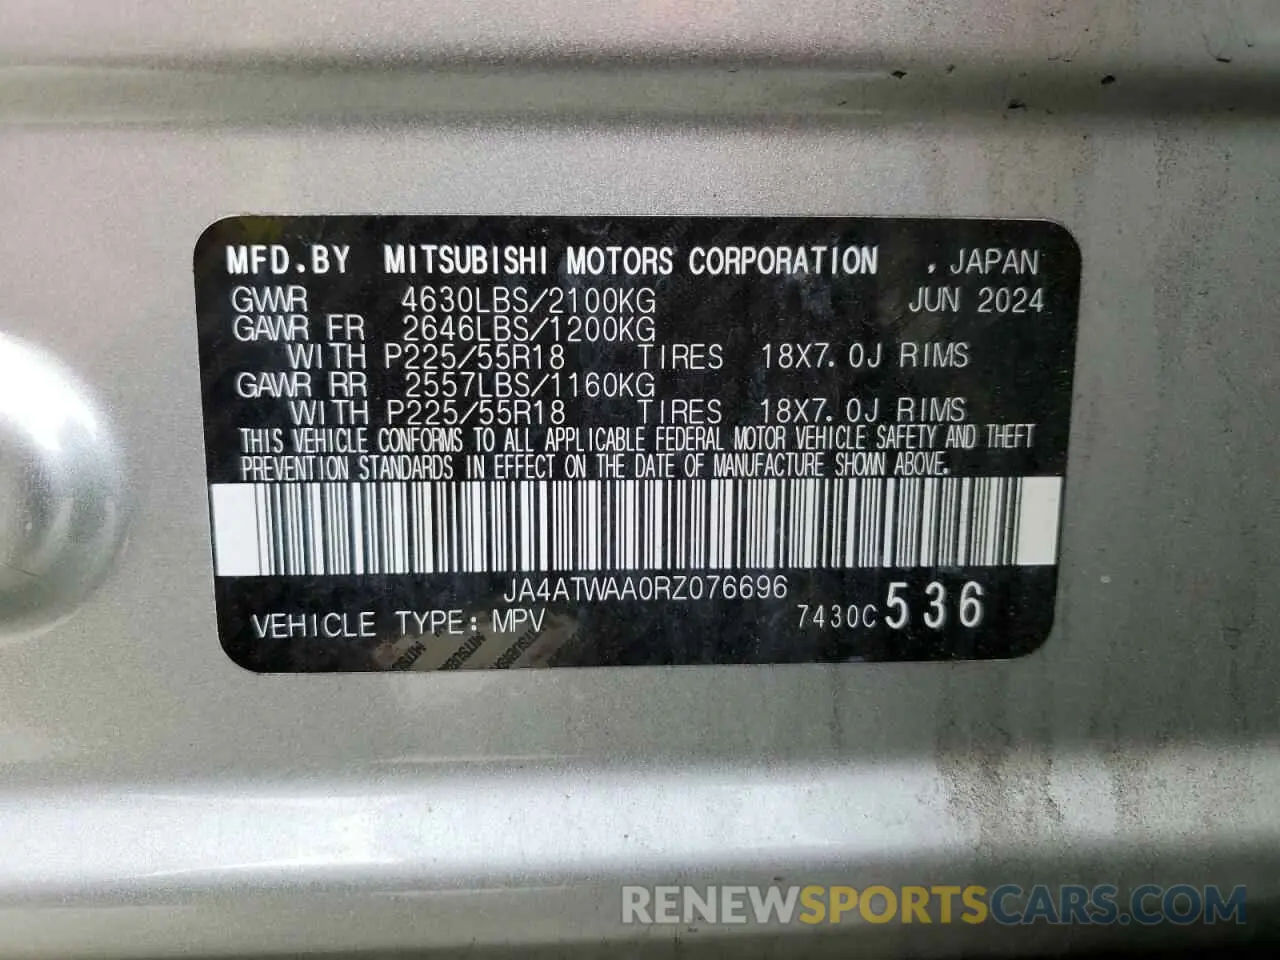 MFD.BY MITSUBISHI MOTORS CORPORATION , JAPAN
GVWR 4630LBS/2100KG JUN 2024
GAWR FR 2646LBS/1200KG
WITH P225/55R18 TIRES 18X7.0J RIMS
GAWR RR 2557LBS/1160KG
WITH P225/55R18 TIRES 18X7.0J RIMS
THIS VEHICLE CONFORMS TO ALL APPLICABLE FEDERAL MOTOR VEHICLE SAFETY AND THEFT
PREVENTION STANDARDS IN EFFECT ON THE DATE OF MANUFACTURE SHOWN ABOVE.
JA4ATWAA0RZ076696
VEHICLE TYPE: MPV 7430C 536
MITSUBISHI MITSUBISHI MITSUBISHI
RENEWSPORTSCARS.COM